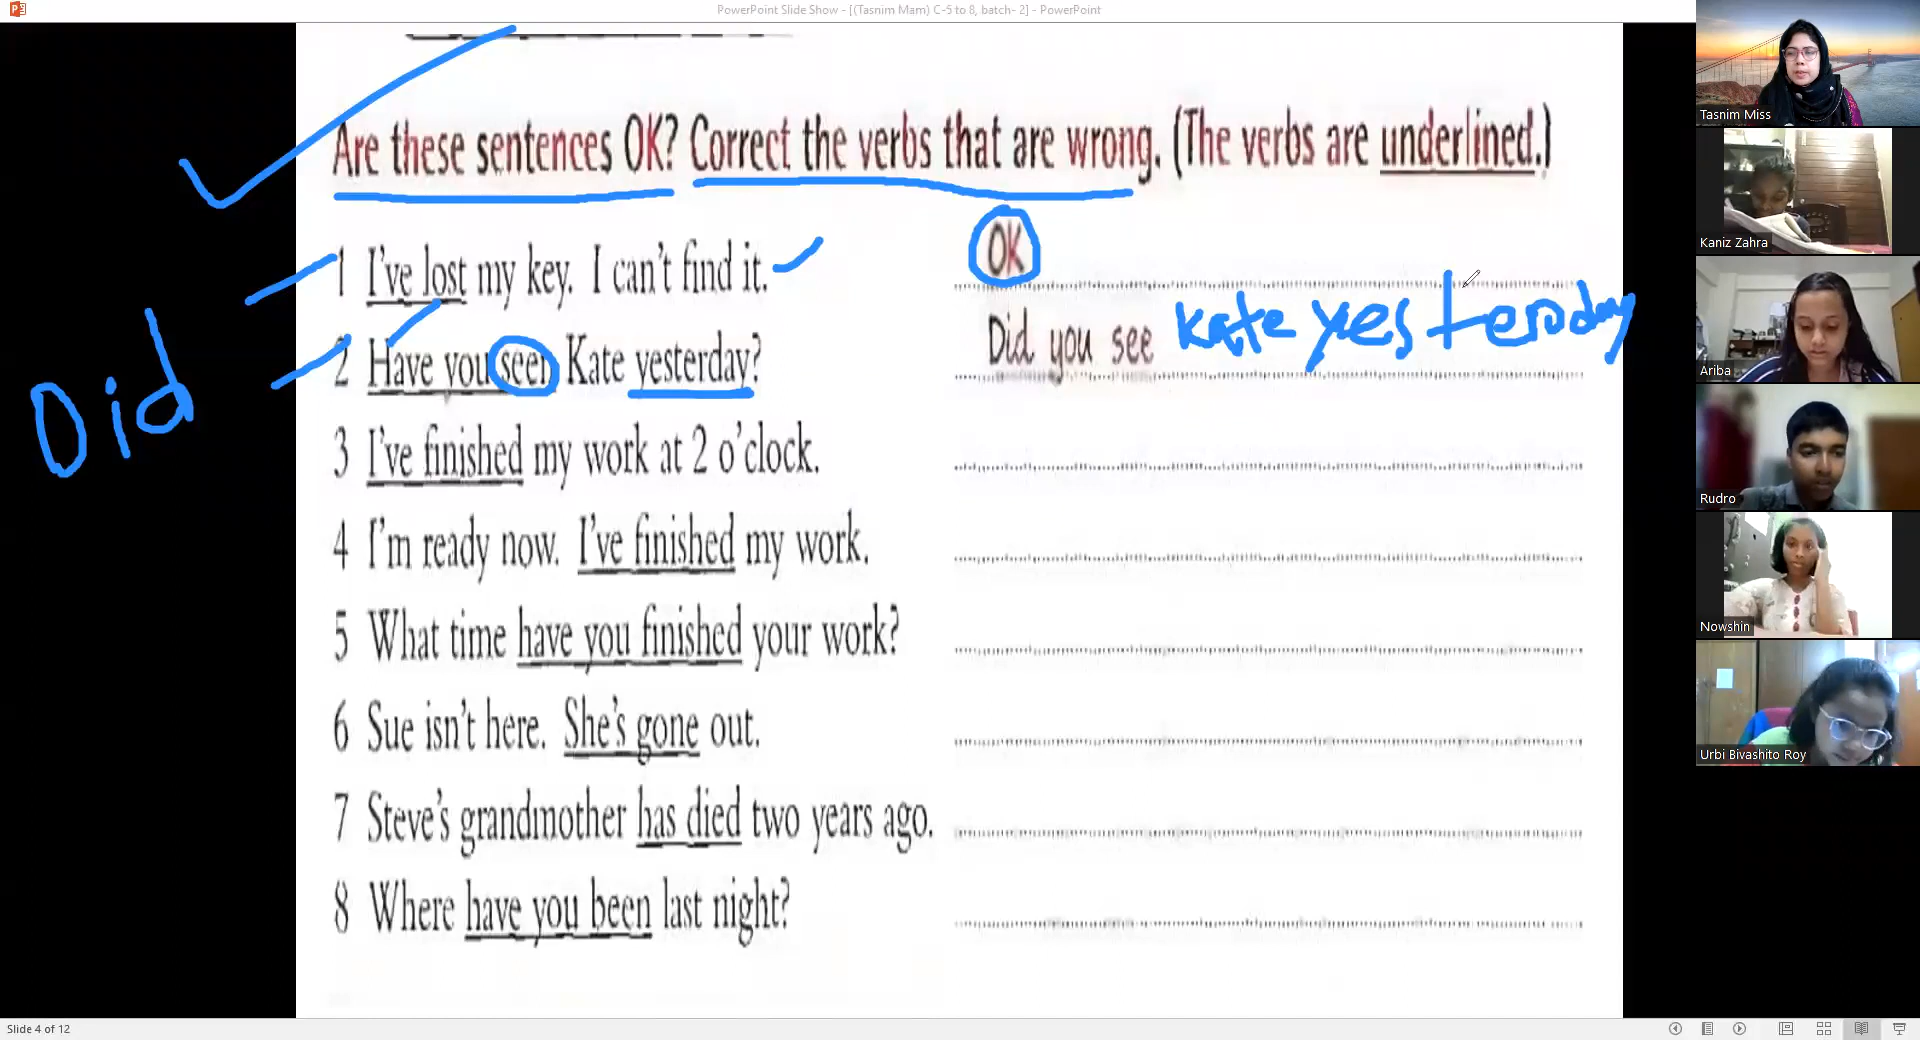 PowerPoint Slide Show - [(Tasnim Mam) C-5 to 8, batch- 2] - PowerPoint
Are these sentences OK? Correct the verbs that are wrong. (The verbs are underlined.)
1 I've lost my key. I can't find it. OK
2 Have you seen Kate yesterday? Did you see Kate yesterday
Did
3 I've finished my work at 2 o'clock.
4 I'm ready now. I've finished my work.
5 What time have you finished your work?
6 Sue isn't here. She's gone out.
7 Steve's grandmother has died two years ago.
8 Where have you been last night?
Tasnim Miss
Kaniz Zahra
Ariba
Rudro
Nowshin
Urbi Bivashito Roy
Slide 4 of 12